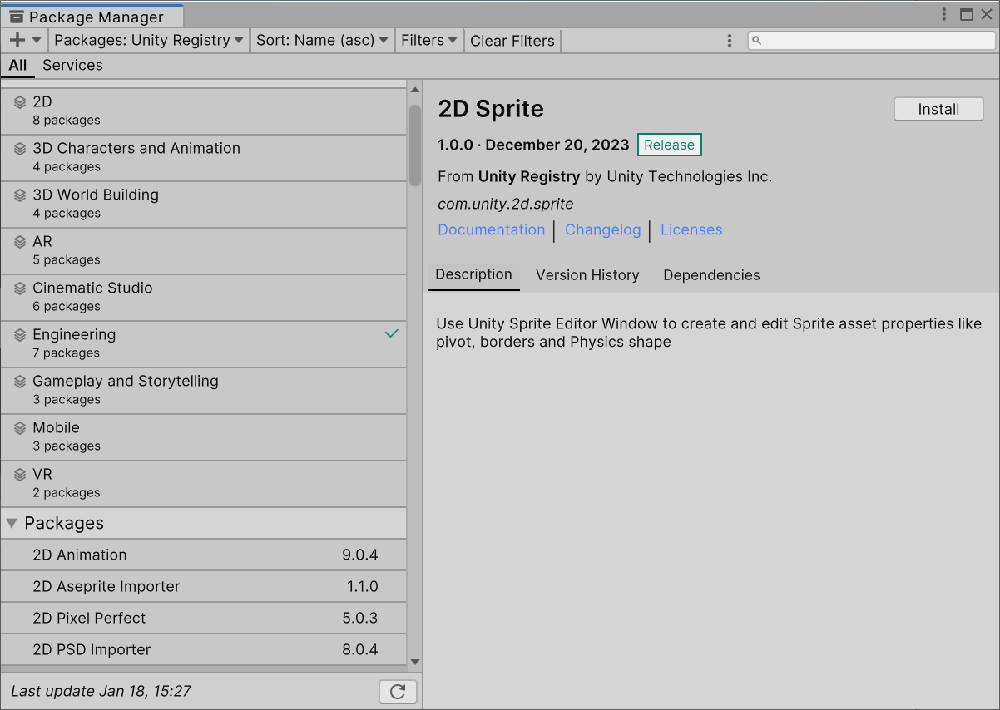 Package Manager
Packages: Unity Registry
Sort: Name (asc)
Filters
Clear Filters
All
Services
2D
8 packages
3D Characters and Animation
4 packages
3D World Building
4 packages
AR
5 packages
Cinematic Studio
6 packages
Engineering
7 packages
Gameplay and Storytelling
3 packages
Mobile
3 packages
VR
2 packages
Packages
2D Animation 9.0.4
2D Aseprite Importer 1.1.0
2D Pixel Perfect 5.0.3
2D PSD Importer 8.0.4
Last update Jan 18, 15:27
2D Sprite
Install
1.0.0 · December 20, 2023 Release
From Unity Registry by Unity Technologies Inc.
com.unity.2d.sprite
Documentation | Changelog | Licenses
Description
Version History
Dependencies
Use Unity Sprite Editor Window to create and edit Sprite asset properties like
pivot, borders and Physics shape